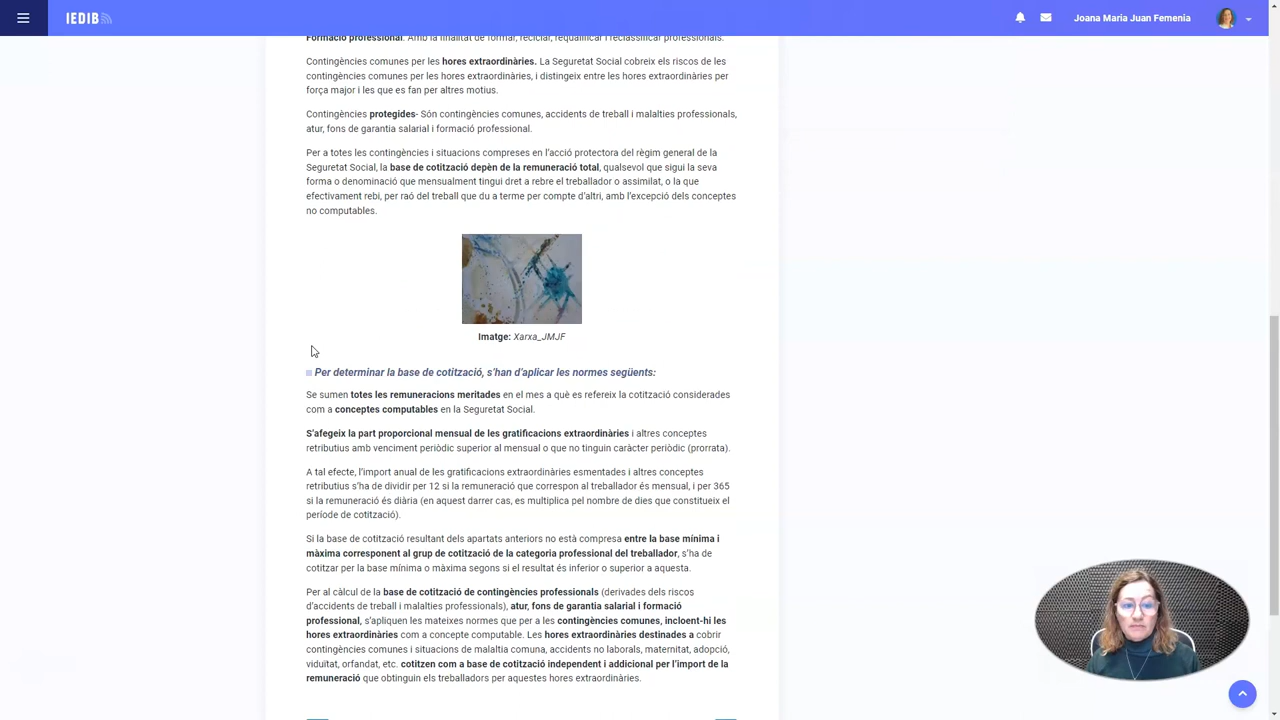 IEDIB
Joana Maria Juan Femenia
Formació professional. Amb la finalitat de formar, reciclar, requalificar i reclassificar professionals.
Contingències comunes per les hores extraordinàries. La Seguretat Social cobreix els riscos de les
contingències comunes per les hores extraordinàries, i distingeix entre les hores extraordinàries per
força major i les que es fan per altres motius.
Contingències protegides- Són contingències comunes, accidents de treball i malalties professionals,
atur, fons de garantia salarial i formació professional.
Per a totes les contingències i situacions compreses en l’acció protectora del règim general de la
Seguretat Social, la base de cotització depèn de la remuneració total, qualsevol que sigui la seva
forma o denominació que mensualment tingui dret a rebre el treballador o assimilat, o la que
efectivament rebi, per raó del treball que du a terme per compte d’altri, amb l’excepció dels conceptes
no computables.
Imatge: Xarxa_JMJF
Per determinar la base de cotització, s’han d’aplicar les normes següents:
Se sumen totes les remuneracions meritades en el mes a què es refereix la cotització considerades
com a conceptes computables en la Seguretat Social.
S’afegeix la part proporcional mensual de les gratificacions extraordinàries i altres conceptes
retributius amb venciment periòdic superior al mensual o que no tinguin caràcter periòdic (prorrata).
A tal efecte, l’import anual de les gratificacions extraordinàries esmentades i altres conceptes
retributius s’ha de dividir per 12 si la remuneració que correspon al treballador és mensual, i per 365
si la remuneració és diària (en aquest darrer cas, es multiplica pel nombre de dies que constitueix el
període de cotització).
Si la base de cotització resultant dels apartats anteriors no està compresa entre la base mínima i
màxima corresponent al grup de cotització de la categoria professional del treballador, s’ha de
cotitzar per la base mínima o màxima segons si el resultat és inferior o superior a aquesta.
Per al càlcul de la base de cotització de contingències professionals (derivades dels riscos
d’accidents de treball i malalties professionals), atur, fons de garantia salarial i formació
professional, s’apliquen les mateixes normes que per a les contingències comunes, incloent-hi les
hores extraordinàries com a concepte computable. Les hores extraordinàries destinades a cobrir
contingències comunes i situacions de malaltia comuna, accidents no laborals, maternitat, adopció,
viduïtat, orfandat, etc. cotitzen com a base de cotització independent i addicional per l’import de la
remuneració que obtinguin els treballadors per aquestes hores extraordinàries.